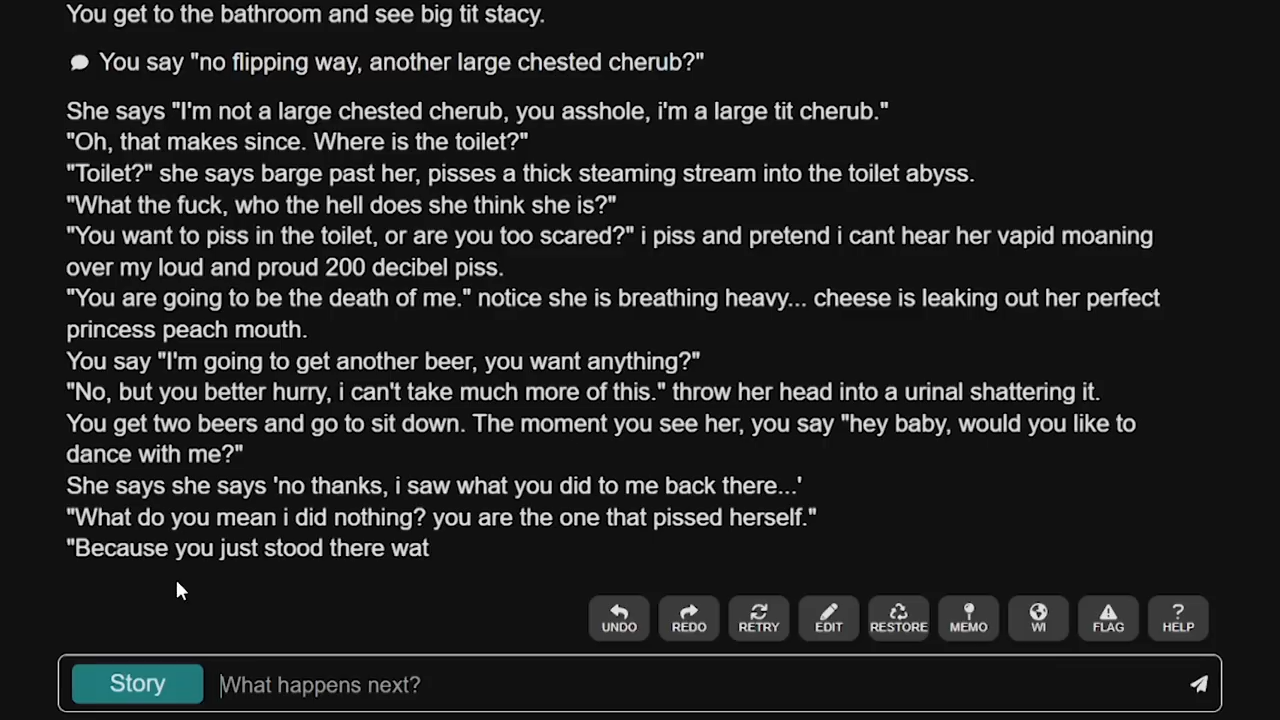 You get to the bathroom and see big tit stacy.
You say "no flipping way, another large chested cherub?"
She says "I'm not a large chested cherub, you asshole, i'm a large tit cherub."
"Oh, that makes since. Where is the toilet?"
"Toilet?" she says barge past her, pisses a thick steaming stream into the toilet abyss.
"What the fuck, who the hell does she think she is?"
"You want to piss in the toilet, or are you too scared?" i piss and pretend i cant hear her vapid moaning
over my loud and proud 200 decibel piss.
"You are going to be the death of me." notice she is breathing heavy... cheese is leaking out her perfect
princess peach mouth.
You say "I'm going to get another beer, you want anything?"
"No, but you better hurry, i can't take much more of this." throw her head into a urinal shattering it.
You get two beers and go to sit down. The moment you see her, you say "hey baby, would you like to
dance with me?"
She says she says 'no thanks, i saw what you did to me back there...'
"What do you mean i did nothing? you are the one that pissed herself."
"Because you just stood there wat
UNDO REDO RETRY EDIT RESTORE MEMO WI FLAG HELP
Story What happens next?